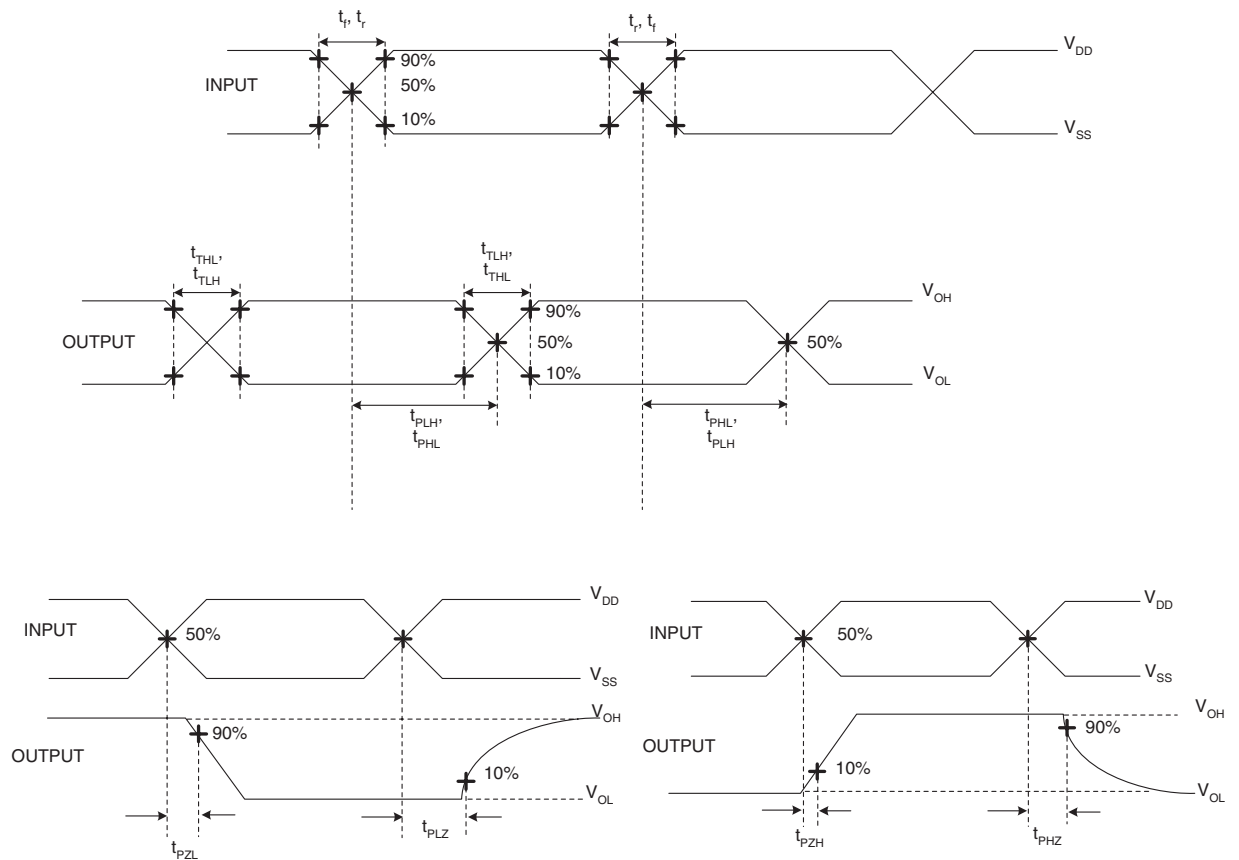 t_f, t_r
t_r, t_f
INPUT
90%
50%
10%
V_DD
V_SS
t_THL,
t_TLH
t_TLH,
t_THL
OUTPUT
90%
50%
10%
50%
V_OH
V_OL
t_PLH,
t_PHL
t_PHL,
t_PLH
INPUT
50%
V_DD
V_SS
OUTPUT
90%
10%
V_OH
V_OL
t_PZL
t_PLZ
INPUT
50%
V_DD
V_SS
OUTPUT
10%
90%
V_OH
V_OL
t_PZH
t_PHZ